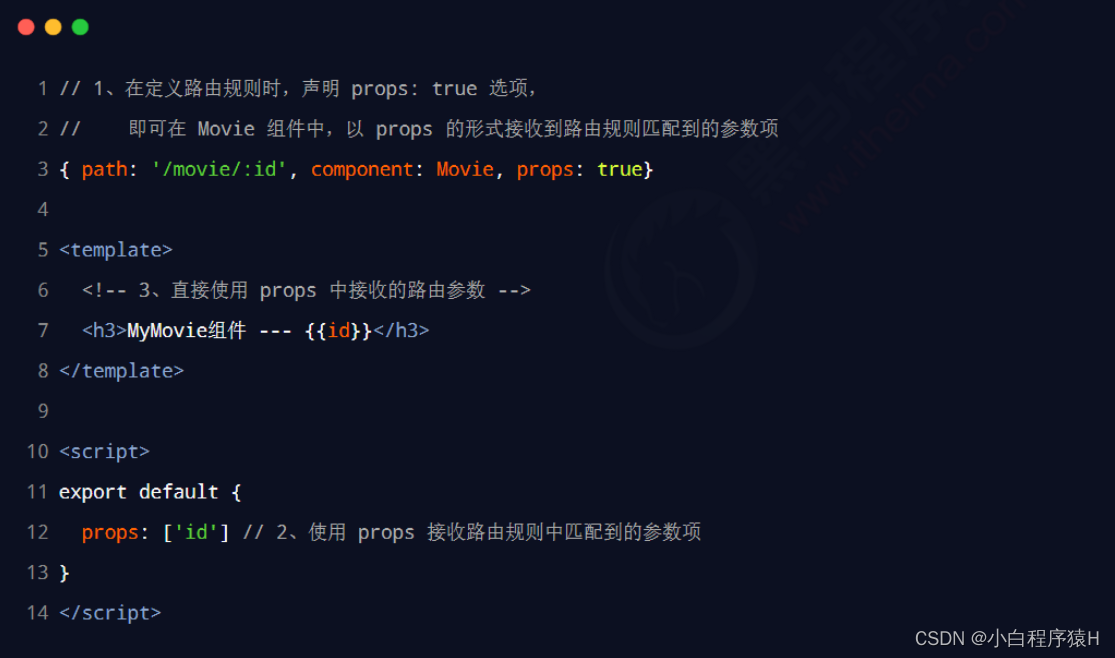 1 // 1、在定义路由规则时，声明 props: true 选项，
2 //    即可在 Movie 组件中，以 props 的形式接收到路由规则匹配到的参数项
3 { path: '/movie/:id', component: Movie, props: true}
4
5 <template>
6   <!-- 3、直接使用 props 中接收的路由参数 -->
7   <h3>MyMovie组件 --- {{id}}</h3>
8 </template>
9
10 <script>
11 export default {
12   props: ['id'] // 2、使用 props 接收路由规则中匹配到的参数项
13 }
14 </script>
CSDN @小白程序猿H